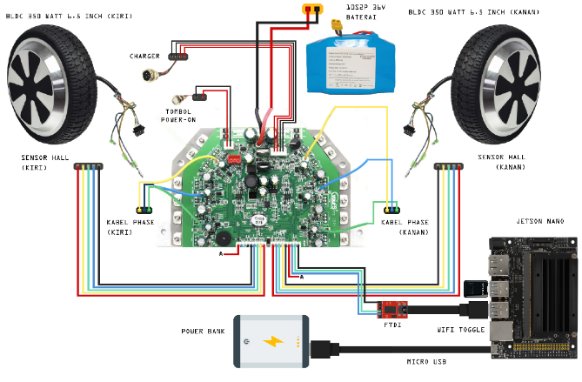 BLDC 350 WATT 6.5 INCH (KIRI)
10S2P 36V
BATERAI
BLDC 350 WATT 6.5 INCH (KANAN)
CHARGER
TOMBOL
POWER-ON
SENSOR HALL
(KIRI)
SENSOR HALL
(KANAN)
KABEL PHASE
(KIRI)
KABEL PHASE
(KANAN)
JETSON NANO
A
A
FTDI
WIFI TOGGLE
POWER BANK
MICRO USB